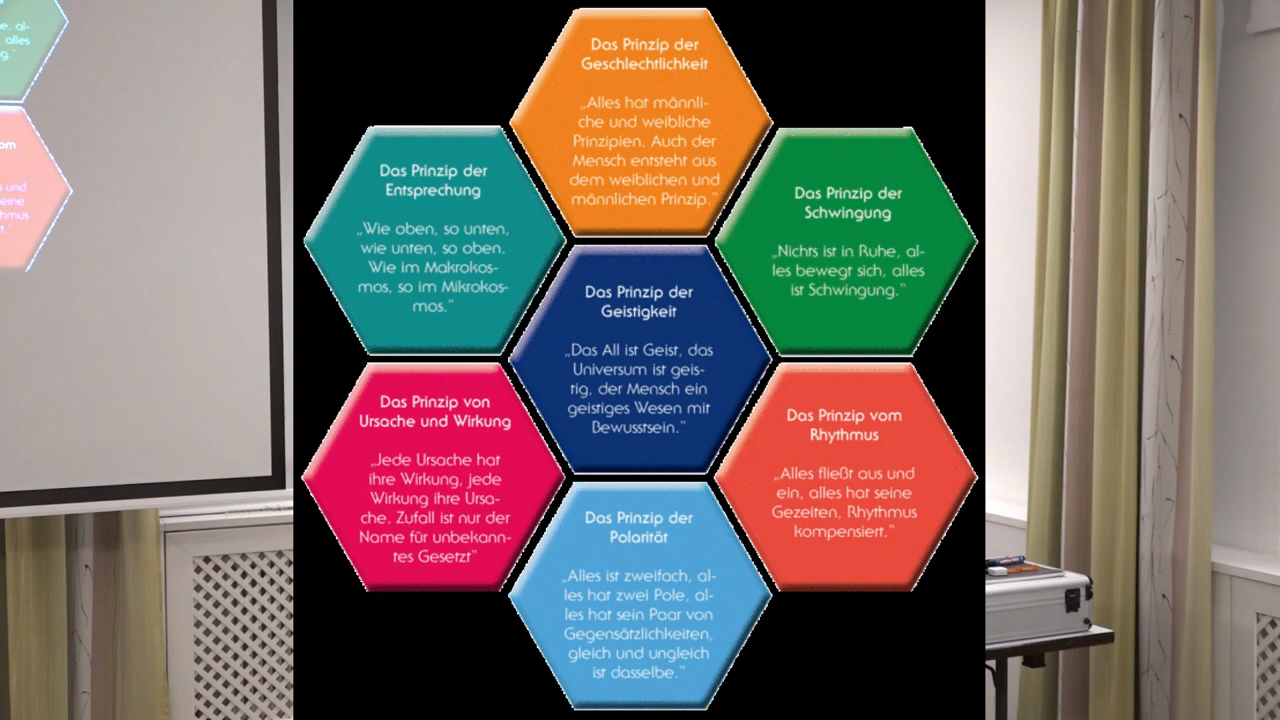 e, al-
alles
g."
om
und
eine
hmus
Das Prinzip der
Geschlechtlichkeit
„Alles hat männli-
che und weibliche
Prinzipien. Auch der
Mensch entsteht aus
dem weiblichen und
männlichen Prinzip."
Das Prinzip der
Entsprechung
„Wie oben, so unten,
wie unten, so oben.
Wie im Makrokos-
mos, so im Mikrokos-
mos."
Das Prinzip der
Schwingung
„Nichts ist in Ruhe, al-
les bewegt sich, alles
ist Schwingung."
Das Prinzip der
Geistigkeit
„Das All ist Geist, das
Universum ist geis-
tig, der Mensch ein
geistiges Wesen mit
Bewusstsein."
Das Prinzip von
Ursache und Wirkung
„Jede Ursache hat
ihre Wirkung, jede
Wirkung ihre Ursa-
che. Zufall ist nur der
Name für unbekann-
tes Gesetzt"
Das Prinzip vom
Rhythmus
„Alles fließt aus und
ein, alles hat seine
Gezeiten, Rhythmus
kompensiert."
Das Prinzip der
Polarität
„Alles ist zweifach, al-
les hat zwei Pole, al-
les hat sein Paar von
Gegensätzlichkeiten,
gleich und ungleich
ist dasselbe."